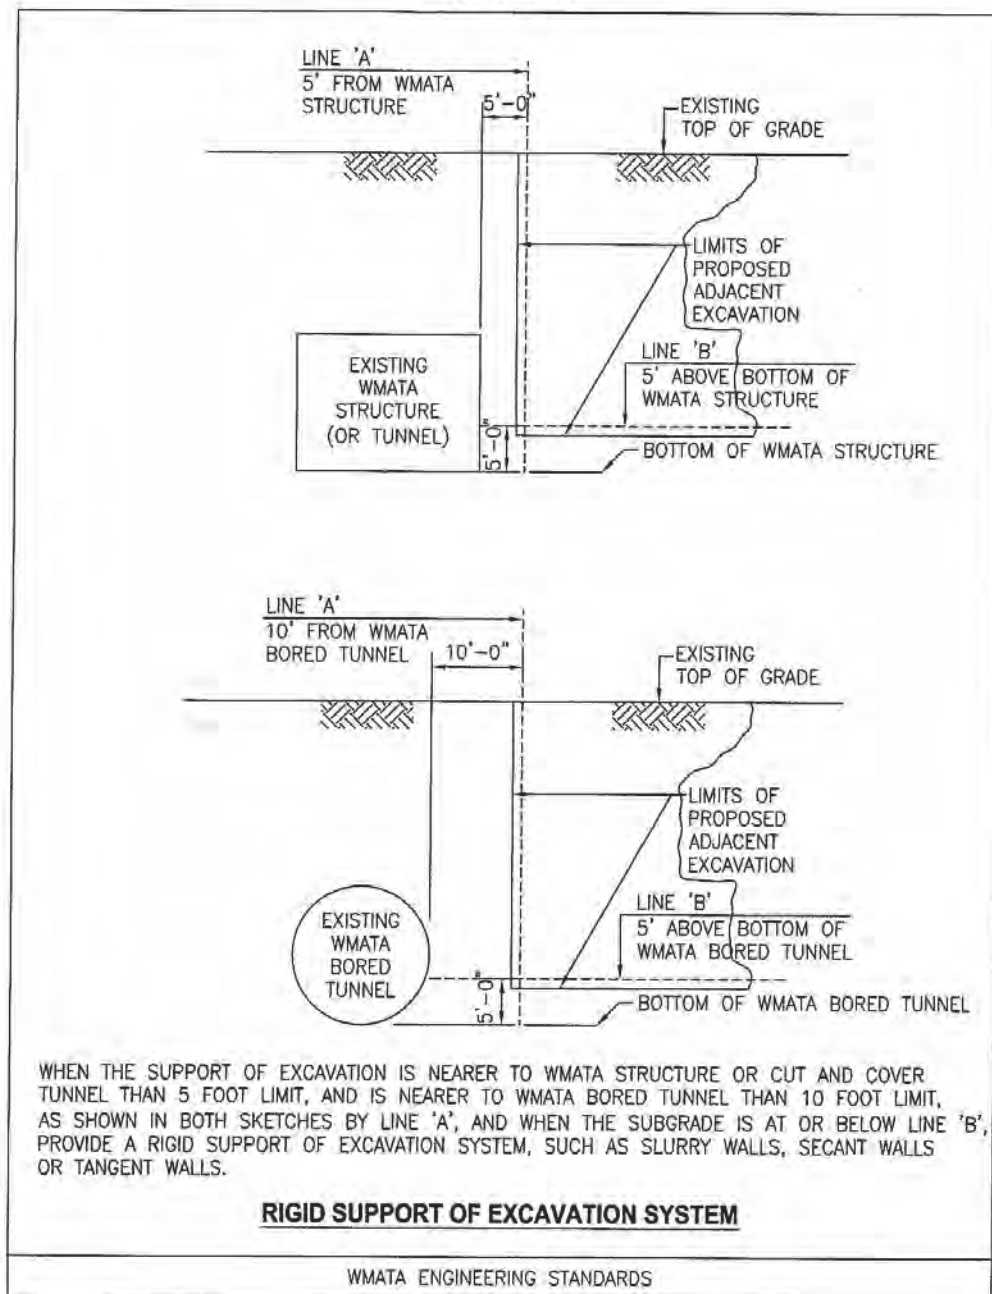 LINE 'A'
5' FROM WMATA
STRUCTURE
5'-0"
EXISTING
TOP OF GRADE
LIMITS OF
PROPOSED
ADJACENT
EXCAVATION
LINE 'B'
5' ABOVE BOTTOM OF
WMATA STRUCTURE
EXISTING
WMATA
STRUCTURE
(OR TUNNEL)
5'-0"
BOTTOM OF WMATA STRUCTURE
LINE 'A'
10' FROM WMATA
BORED TUNNEL
10'-0"
EXISTING
TOP OF GRADE
LIMITS OF
PROPOSED
ADJACENT
EXCAVATION
LINE 'B'
5' ABOVE BOTTOM OF
WMATA BORED TUNNEL
EXISTING
WMATA
BORED
TUNNEL
5'-0"
BOTTOM OF WMATA BORED TUNNEL
WHEN THE SUPPORT OF EXCAVATION IS NEARER TO WMATA STRUCTURE OR CUT AND COVER
TUNNEL THAN 5 FOOT LIMIT, AND IS NEARER TO WMATA BORED TUNNEL THAN 10 FOOT LIMIT,
AS SHOWN IN BOTH SKETCHES BY LINE 'A', AND WHEN THE SUBGRADE IS AT OR BELOW LINE 'B',
PROVIDE A RIGID SUPPORT OF EXCAVATION SYSTEM, SUCH AS SLURRY WALLS, SECANT WALLS
OR TANGENT WALLS.
RIGID SUPPORT OF EXCAVATION SYSTEM
WMATA ENGINEERING STANDARDS